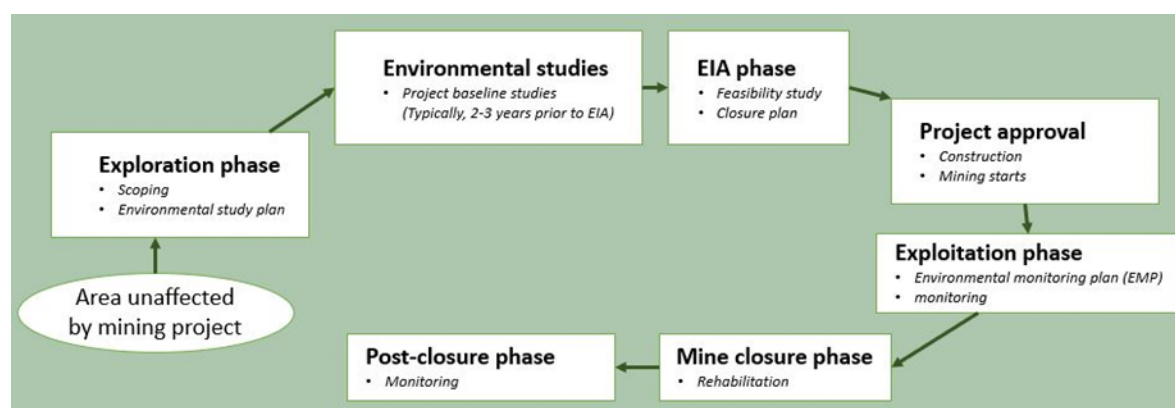 Area unaffected
by mining project
Exploration phase
• Scoping
• Environmental study plan
Environmental studies
• Project baseline studies
(Typically, 2-3 years prior to EIA)
EIA phase
• Feasibility study
• Closure plan
Project approval
• Construction
• Mining starts
Exploitation phase
• Environmental monitoring plan (EMP)
• monitoring
Mine closure phase
• Rehabilitation
Post-closure phase
• Monitoring